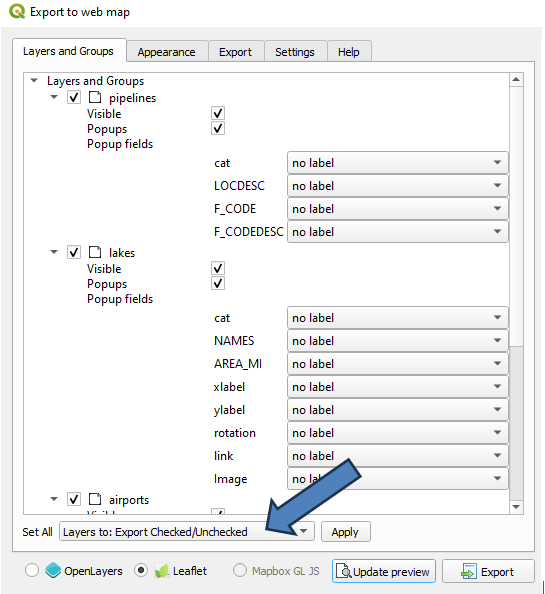 Export to web map
Layers and Groups Appearance Export Settings Help
Layers and Groups
pipelines
Visible
Popups
Popup fields
cat no label
LOCDESC no label
F_CODE no label
F_CODEDESC no label
lakes
Visible
Popups
Popup fields
cat no label
NAMES no label
AREA_MI no label
xlabel no label
ylabel no label
rotation no label
link no label
Image no label
airports
Set All Layers to: Export Checked/Unchecked Apply
OpenLayers Leaflet Mapbox GL JS Update preview Export